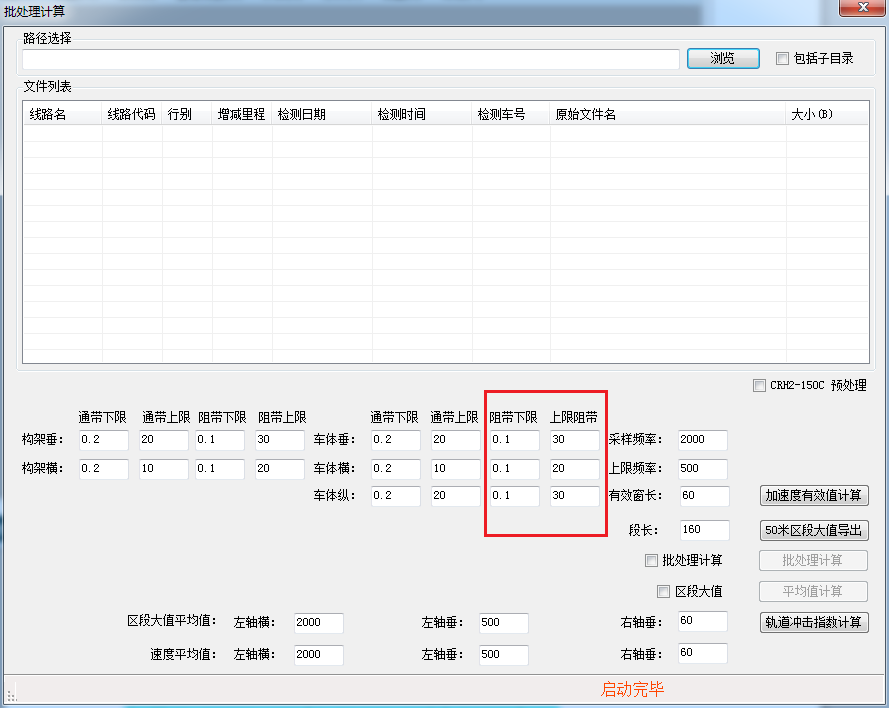 批处理计算
路径选择
浏览 包括子目录
文件列表
线路名 线路代码 行别 增减里程 检测日期 检测时间 检测车号 原始文件名 大小(B)
CRH2-150C 预处理
通带下限 通带上限 阻带下限 阻带上限 通带下限 通带上限 阻带下限 上限阻带
构架垂: 0.2 20 0.1 30 车体垂: 0.2 20 0.1 30 采样频率: 2000
构架横: 0.2 10 0.1 20 车体横: 0.2 10 0.1 20 上限频率: 500
车体纵: 0.2 20 0.1 30 有效窗长: 60 加速度有效值计算
段长: 160 50米区段大值导出
批处理计算 批处理计算
区段大值 平均值计算
区段大值平均值: 左轴横: 2000 左轴垂: 500 右轴垂: 60 轨道冲击指数计算
速度平均值: 左轴横: 2000 左轴垂: 500 右轴垂: 60
启动完毕